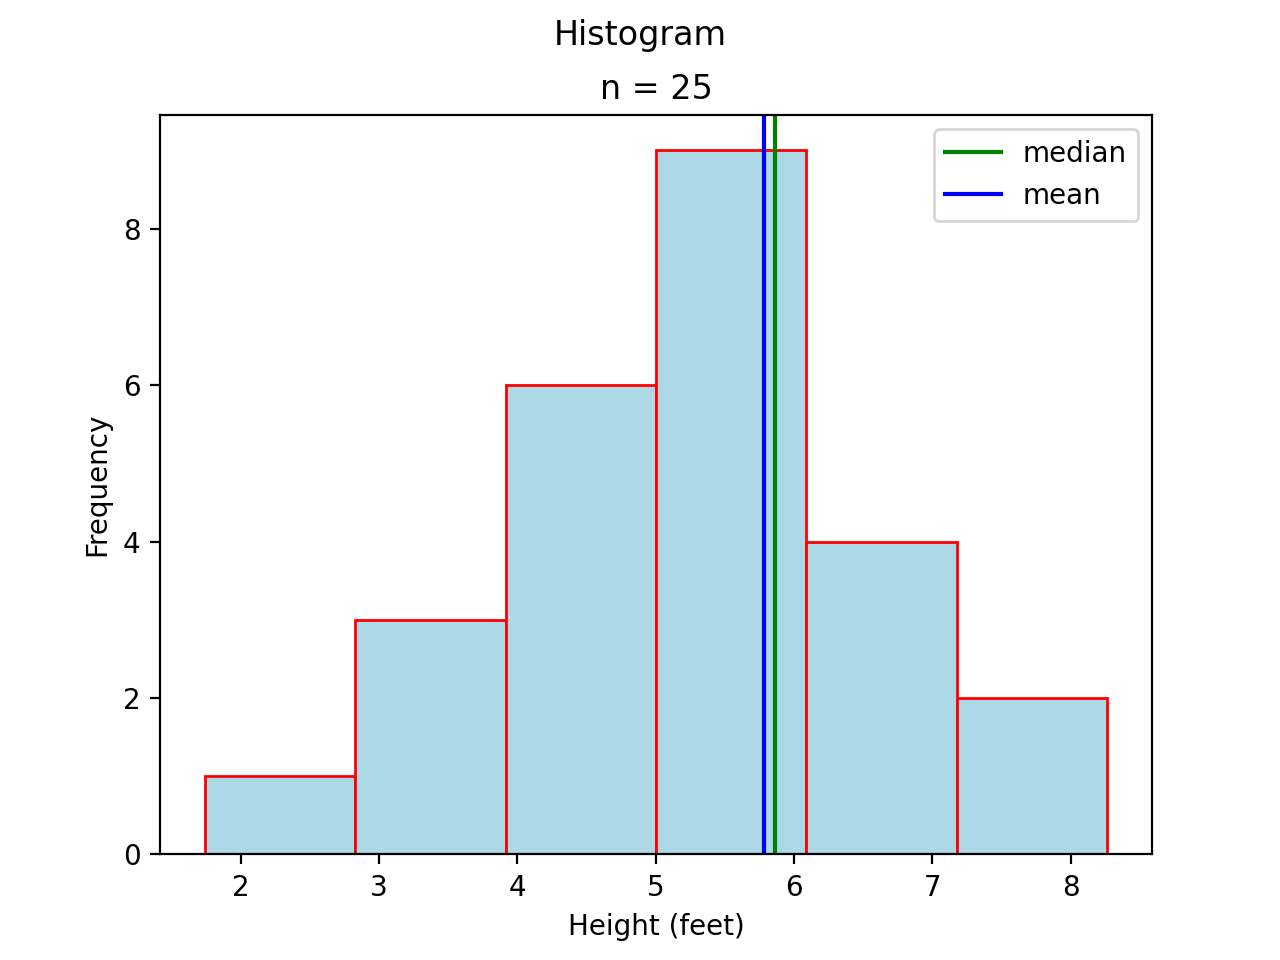 Histogram
n = 25
median
mean
8
6
4
2
0
Frequency
2 3 4 5 6 7 8
Height (feet)